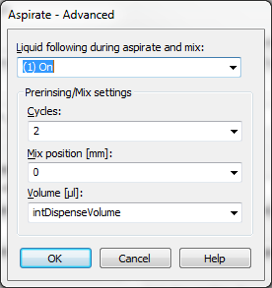 Aspirate - Advanced
Liquid following during aspirate and mix:
(1) On
Prerinsing/Mix settings
Cycles:
2
Mix position [mm]:
0
Volume [µl]:
intDispenseVolume
OK
Cancel
Help